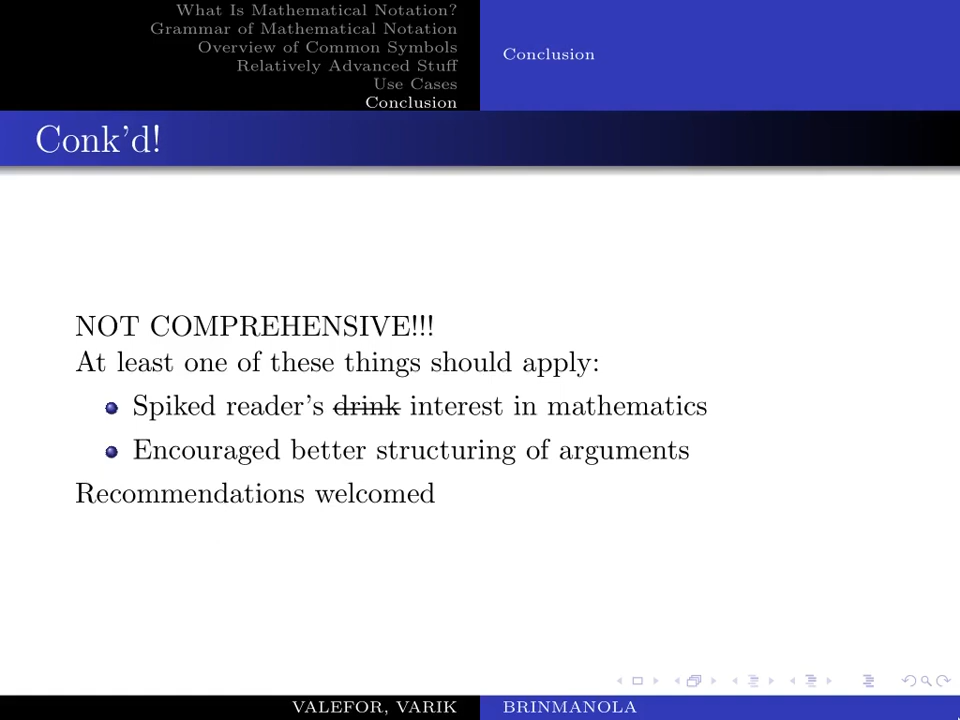 What Is Mathematical Notation?
Grammar of Mathematical Notation
Overview of Common Symbols
Relatively Advanced Stuff
Use Cases
Conclusion
Conclusion
Conk'd!
NOT COMPREHENSIVE!!!
At least one of these things should apply:
Spiked reader's drink interest in mathematics
Encouraged better structuring of arguments
Recommendations welcomed
VALEFOR, VARIK
BRINMANOLA